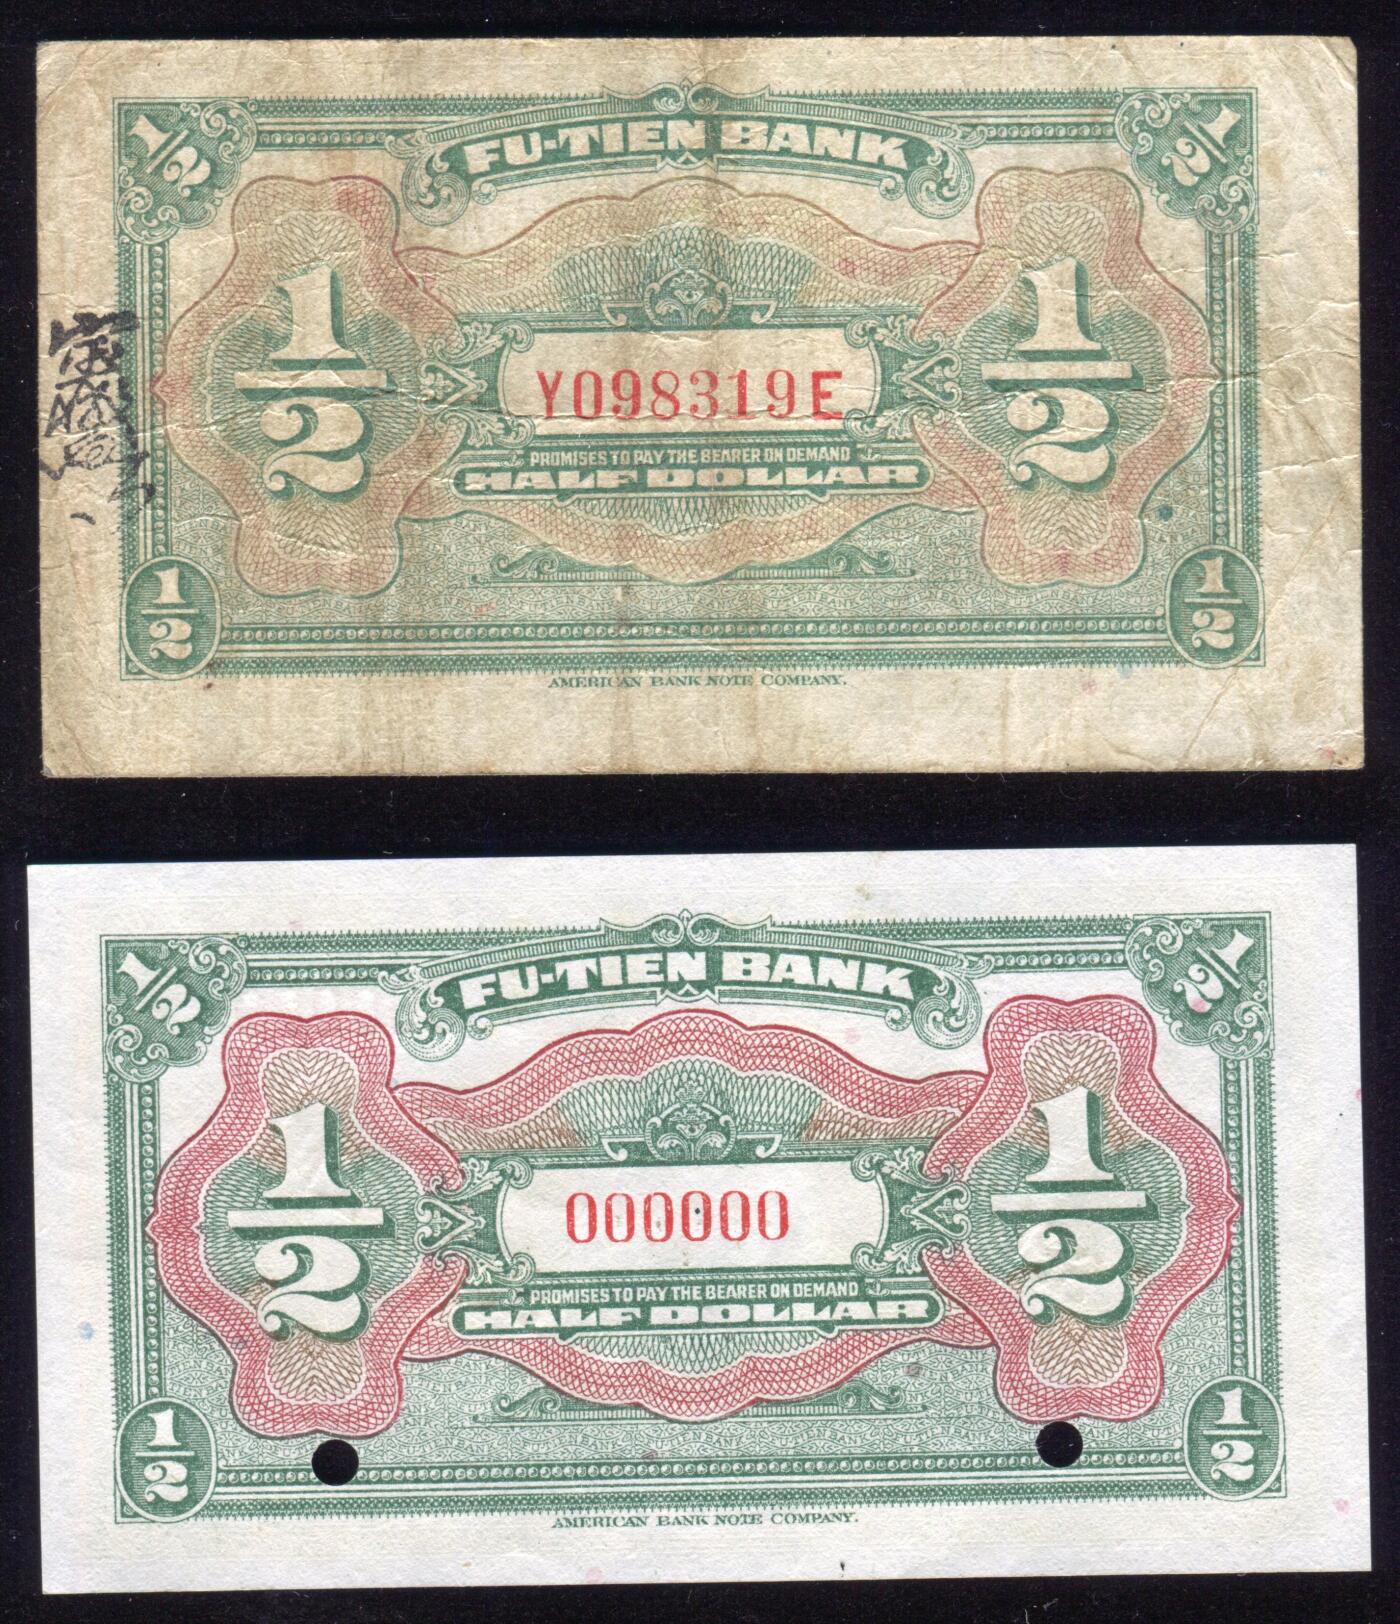 1/2
FU-TIEN BANK
1/2
1/2
Y098319E
1/2
PROMISES TO PAY THE BEARER ON DEMAND
HALF DOLLAR
1/2
1/2
AMERICAN BANK NOTE COMPANY.
1/2
FU-TIEN BANK
1/2
1/2
000000
1/2
PROMISES TO PAY THE BEARER ON DEMAND
HALF DOLLAR
1/2
1/2
AMERICAN BANK NOTE COMPANY.